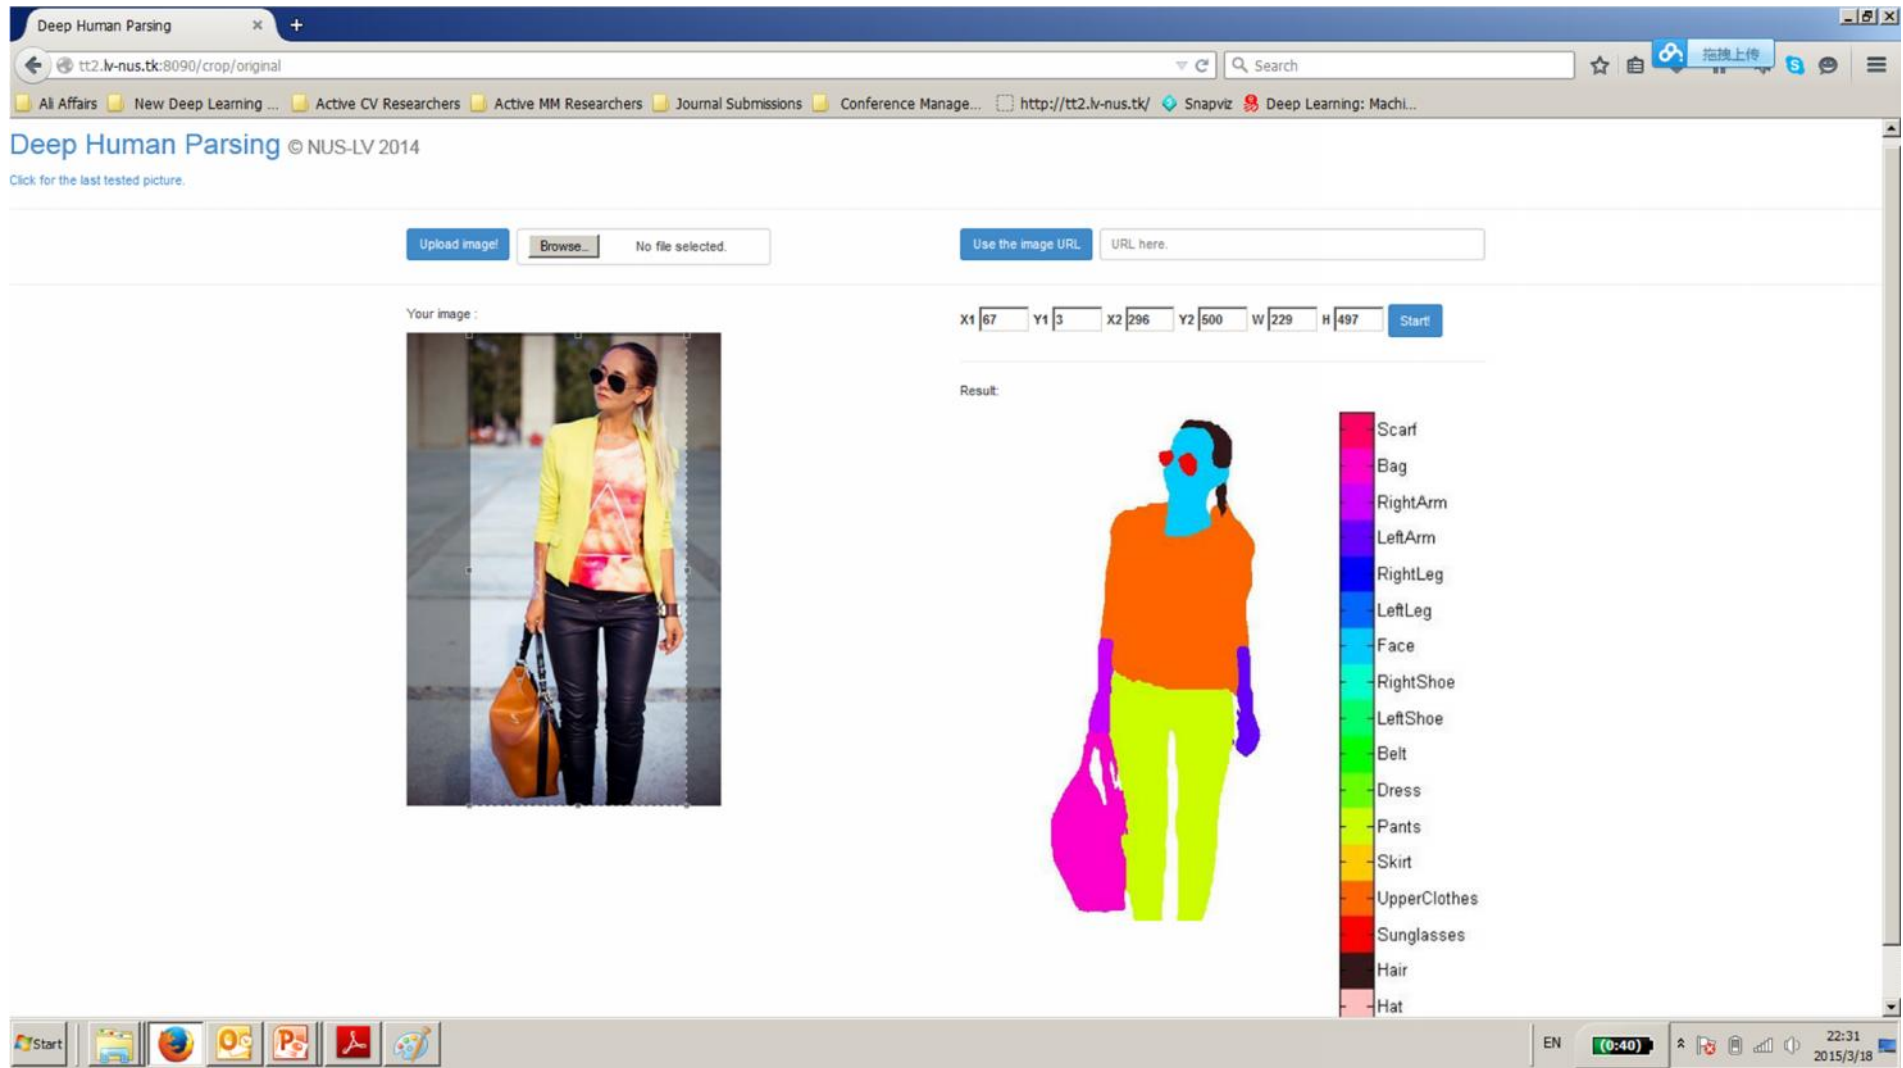 Deep Human Parsing
tt2.lv-nus.tk:8090/crop/original
Search
拖拽上传
Ali Affairs New Deep Learning ... Active CV Researchers Active MM Researchers Journal Submissions Conference Manage... http://tt2.lv-nus.tk/ Snapviz Deep Learning: Machi...
Deep Human Parsing © NUS-LV 2014
Click for the last tested picture.
Upload image! Browse... No file selected. Use the image URL URL here.
Your image :
X1 67 Y1 3 X2 296 Y2 500 W 229 H 497 Start!
Result:
Scarf
Bag
RightArm
LeftArm
RightLeg
LeftLeg
Face
RightShoe
LeftShoe
Belt
Dress
Pants
Skirt
UpperClothes
Sunglasses
Hair
Hat
Start EN (0:40) 22:31
2015/3/18